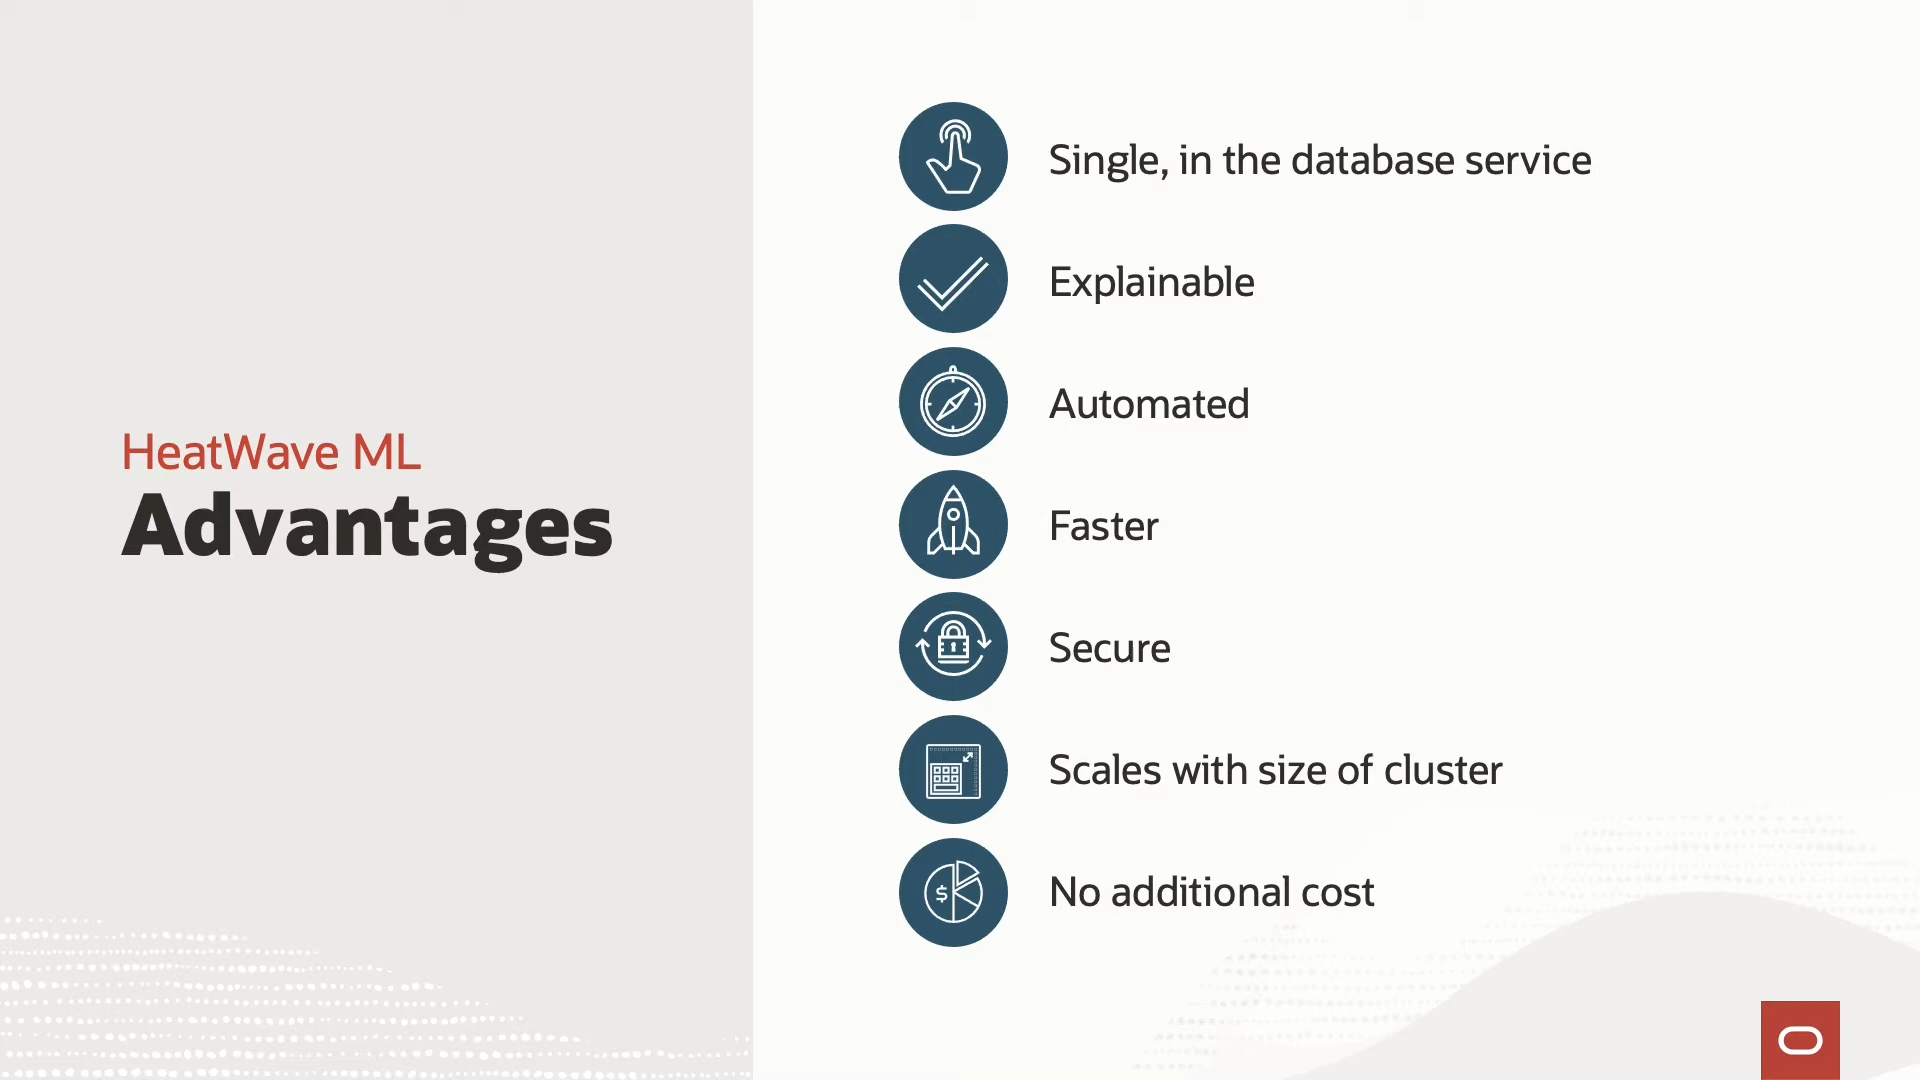 HeatWave ML
Advantages
Single, in the database service
Explainable
Automated
Faster
Secure
Scales with size of cluster
$
No additional cost